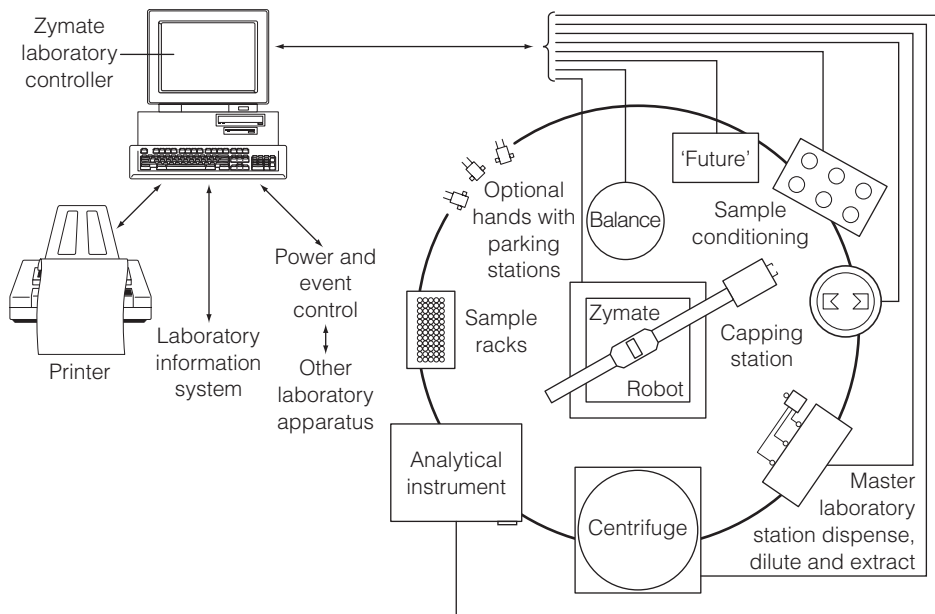 Zymate
laboratory
controller
Printer
Laboratory
information
system
Power and
event
control
Other
laboratory
apparatus
Optional
hands with
parking
stations
Balance
'Future'
Sample
conditioning
Sample
racks
Zymate
Robot
Capping
station
Analytical
instrument
Centrifuge
Master
laboratory
station dispense,
dilute and extract